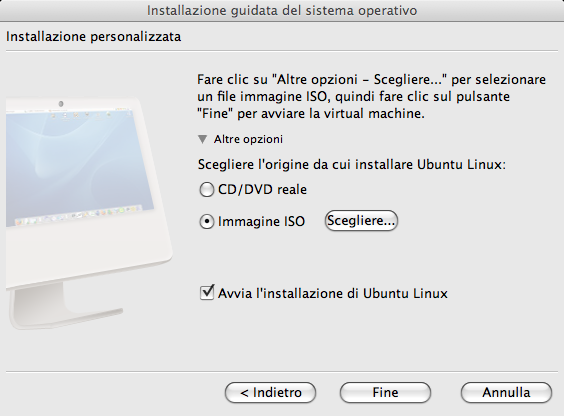 Installazione guidata del sistema operativo
Installazione personalizzata
Fare clic su "Altre opzioni - Scegliere..." per selezionare
un file immagine ISO, quindi fare clic sul pulsante
"Fine" per avviare la virtual machine.
Altre opzioni
Scegliere l'origine da cui installare Ubuntu Linux:
CD/DVD reale
Immagine ISO Scegliere...
Avvia l'installazione di Ubuntu Linux
< Indietro Fine Annulla